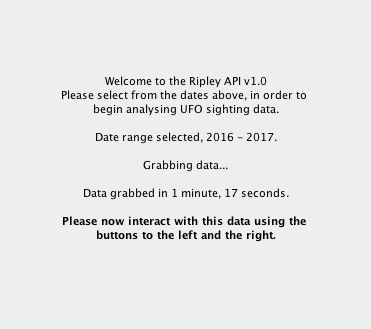 Welcome to the Ripley API v1.0
Please select from the dates above, in order to
begin analysing UFO sighting data.
Date range selected, 2016 - 2017.
Grabbing data...
Data grabbed in 1 minute, 17 seconds.
Please now interact with this data using the
buttons to the left and the right.